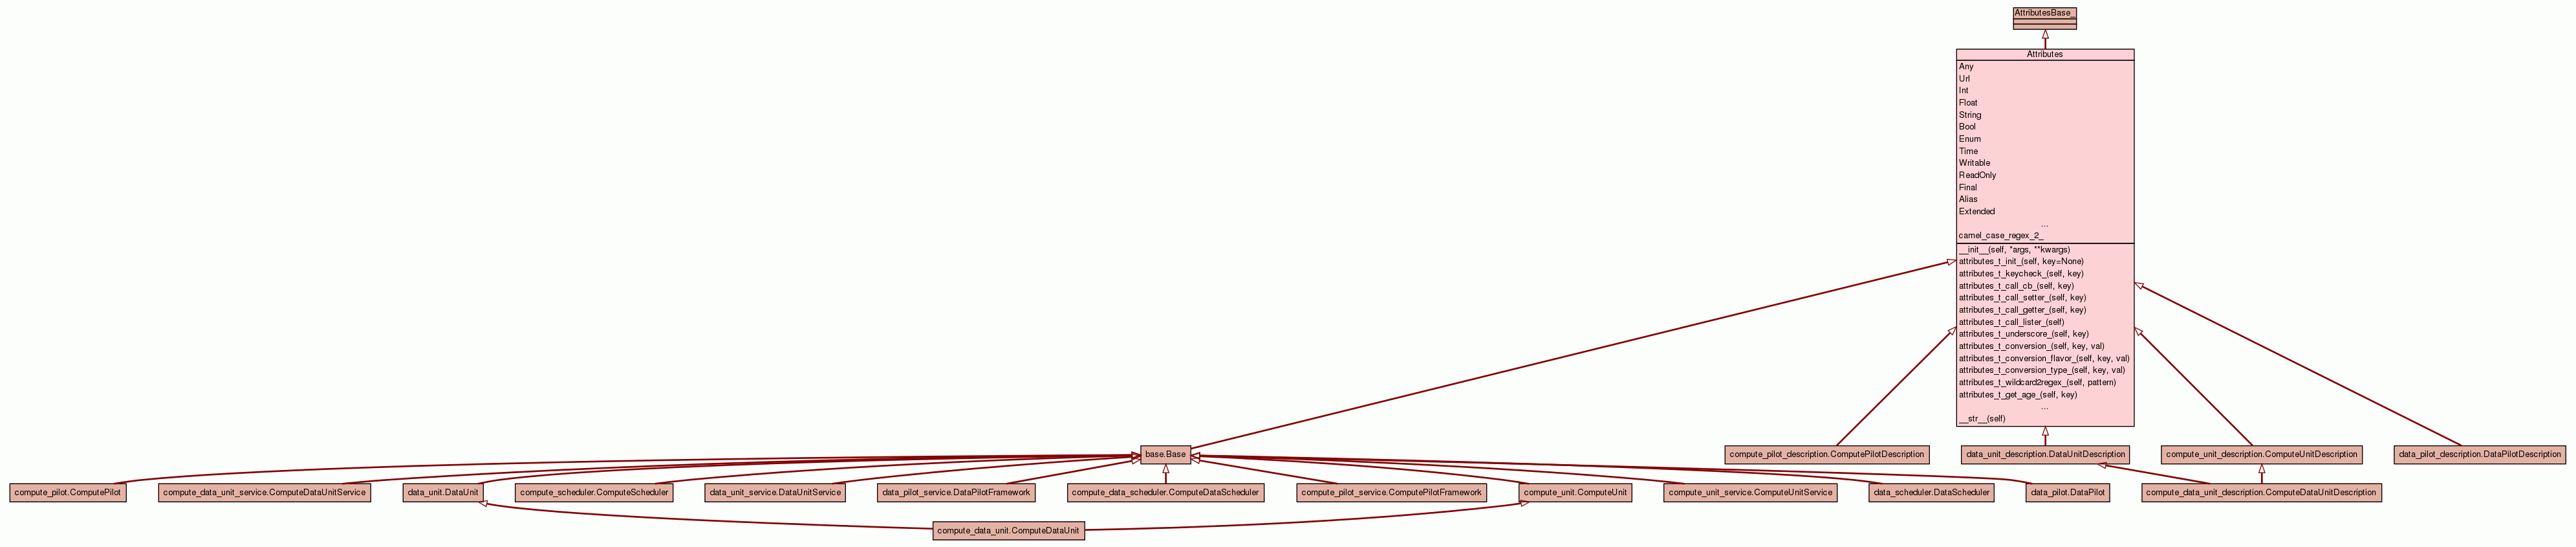 AttributesBase_
Attributes
Any
Url
Int
Float
String
Bool
Enum
Time
Writable
ReadOnly
Final
Alias
Extended
...
camel_case_regex_2_
__init__(self, *args, **kwargs)
attributes_t_init_(self, key=None)
attributes_t_keycheck_(self, key)
attributes_t_call_cb_(self, key)
attributes_t_call_setter_(self, key)
attributes_t_call_getter_(self, key)
attributes_t_call_lister_(self)
attributes_t_underscore_(self, key)
attributes_t_conversion_(self, key, val)
attributes_t_conversion_flavor_(self, key, val)
attributes_t_conversion_type_(self, key, val)
attributes_t_wildcard2regex_(self, pattern)
attributes_t_get_age_(self, key)
...
__str__(self)
base.Base
compute_pilot_description.ComputePilotDescription
data_unit_description.DataUnitDescription
compute_unit_description.ComputeUnitDescription
data_pilot_description.DataPilotDescription
compute_pilot.ComputePilot
compute_data_unit_service.ComputeDataUnitService
data_unit.DataUnit
compute_scheduler.ComputeScheduler
data_unit_service.DataUnitService
data_pilot_service.DataPilotFramework
compute_data_scheduler.ComputeDataScheduler
compute_pilot_service.ComputePilotFramework
compute_unit.ComputeUnit
compute_unit_service.ComputeUnitService
data_scheduler.DataScheduler
data_pilot.DataPilot
compute_data_unit_description.ComputeDataUnitDescription
compute_data_unit.ComputeDataUnit